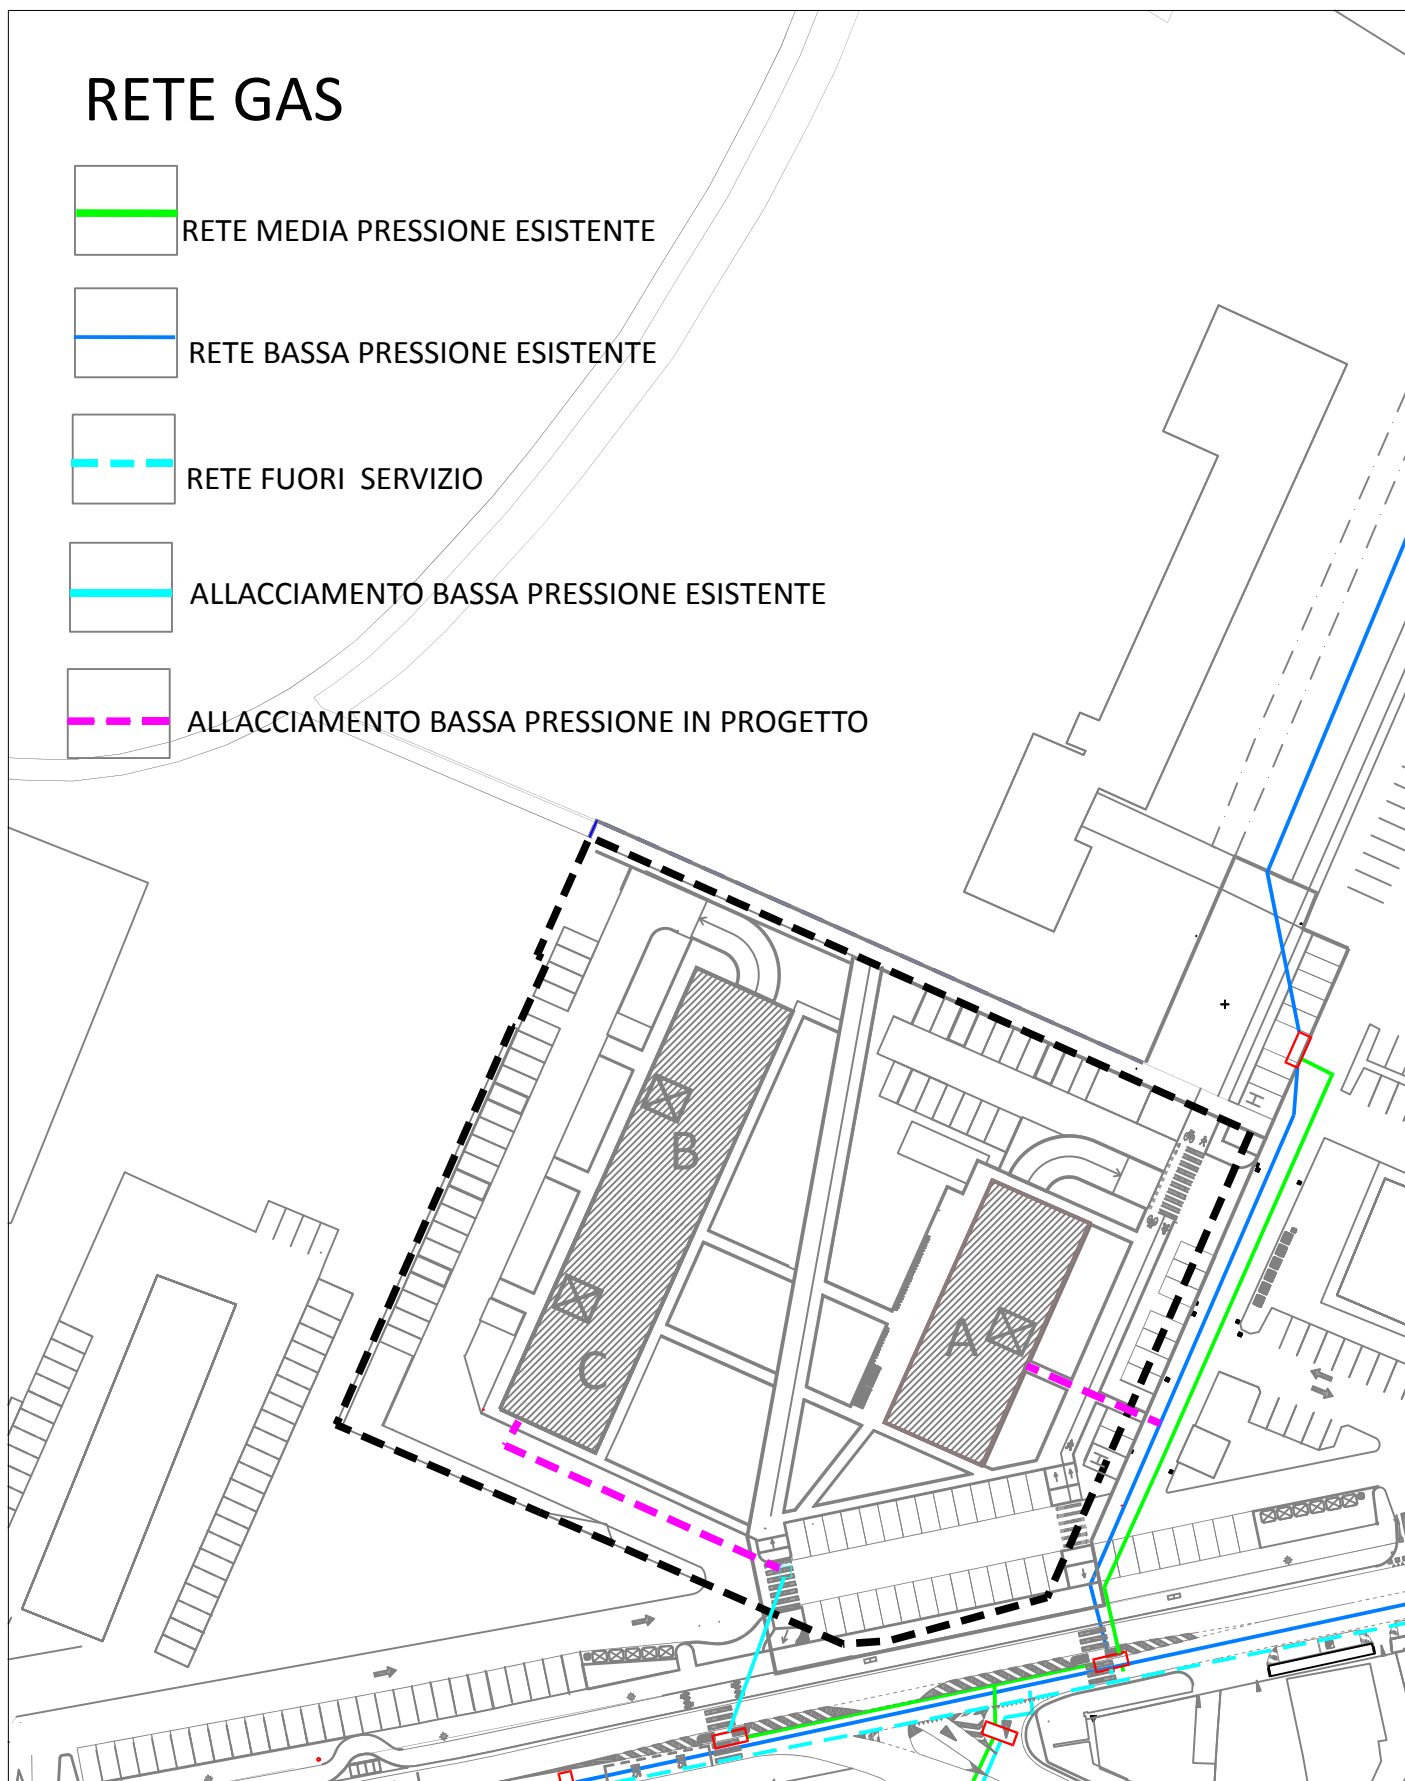 RETE GAS
RETE MEDIA PRESSIONE ESISTENTE
RETE BASSA PRESSIONE ESISTENTE
RETE FUORI  SERVIZIO
ALLACCIAMENTO BASSA PRESSIONE ESISTENTE
ALLACCIAMENTO BASSA PRESSIONE IN PROGETTO
H
B
A
C
H